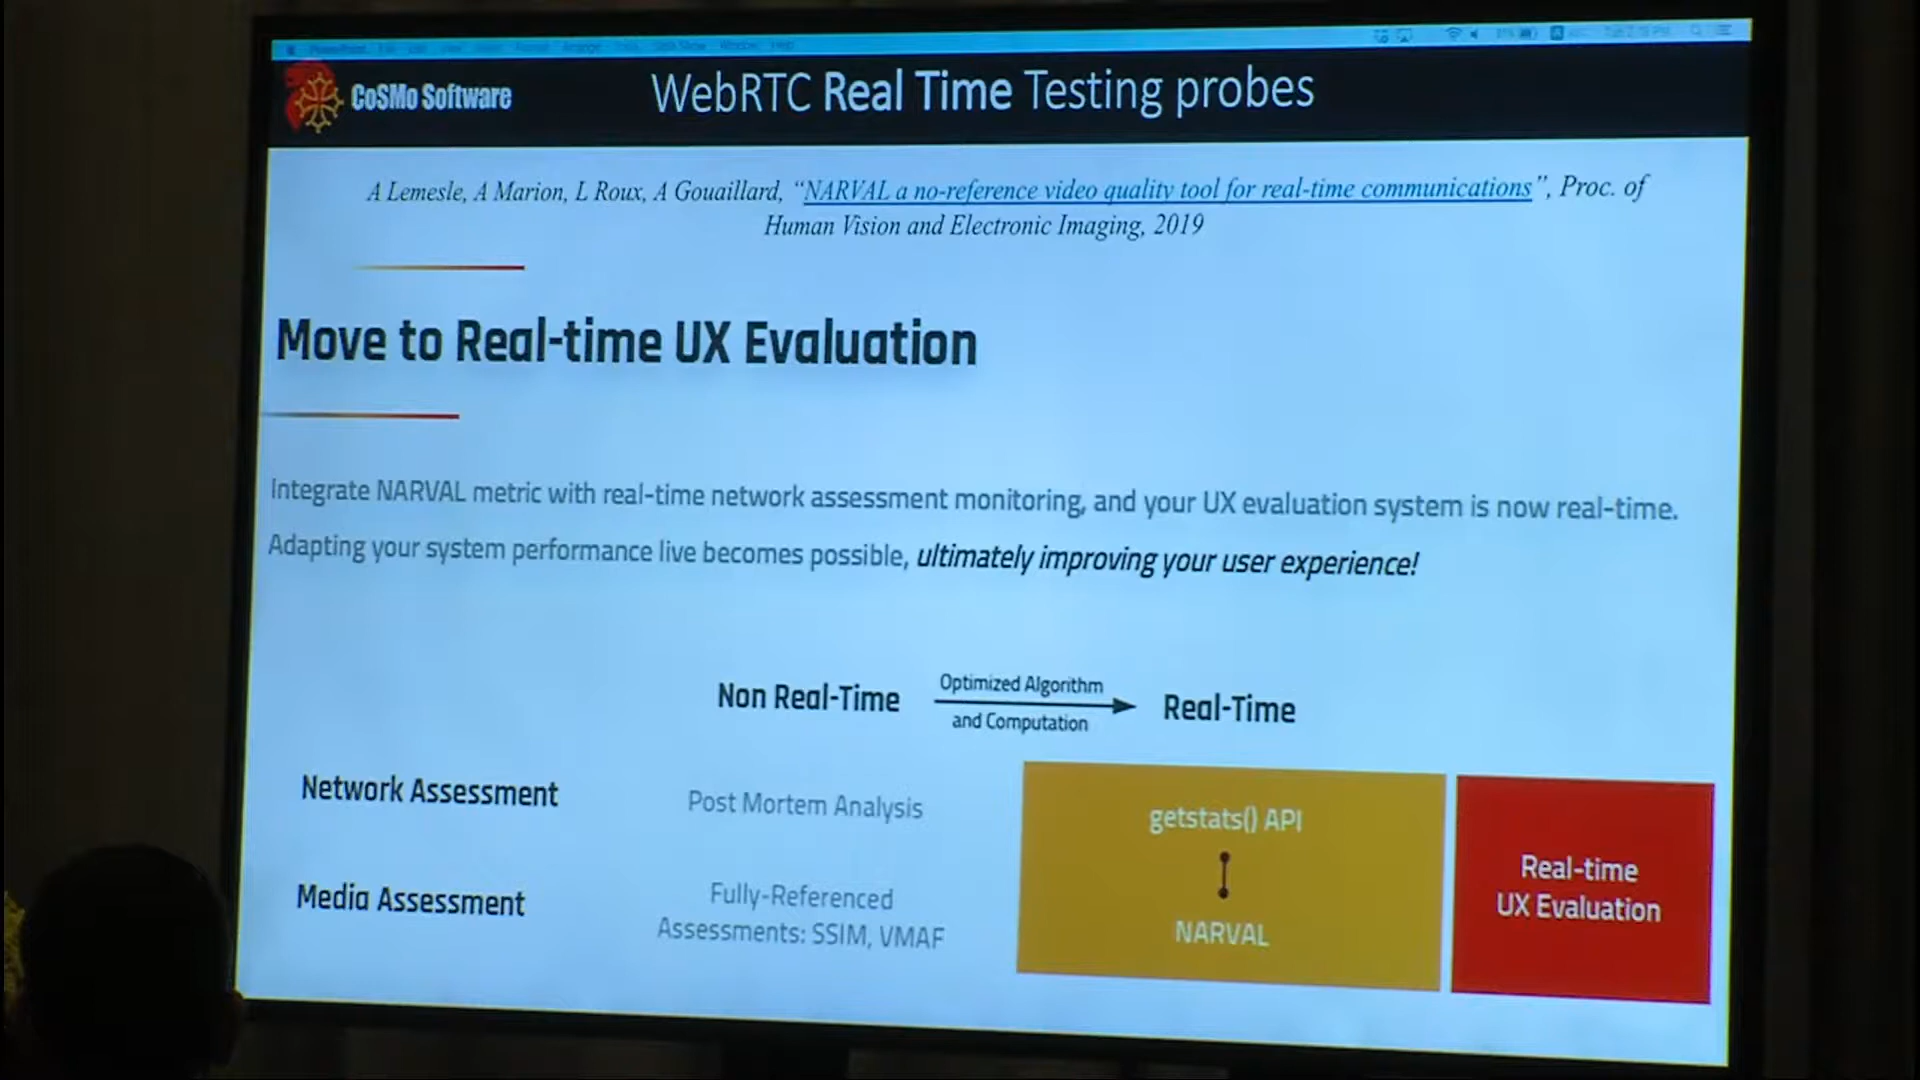 CoSMo Software
WebRTC Real Time Testing probes
A Lemesle, A Marion, L Roux, A Gouaillard, “NARVAL a no-reference video quality tool for real-time communications”, Proc. of
Human Vision and Electronic Imaging, 2019
Move to Real-time UX Evaluation
Integrate NARVAL metric with real-time network assessment monitoring, and your UX evaluation system is now real-time.
Adapting your system performance live becomes possible, ultimately improving your user experience!
Non Real-Time
Optimized Algorithm
and Computation
Real-Time
Network Assessment
Post Mortem Analysis
getstats() API
Media Assessment
Fully-Referenced
Assessments: SSIM, VMAF
NARVAL
Real-time
UX Evaluation